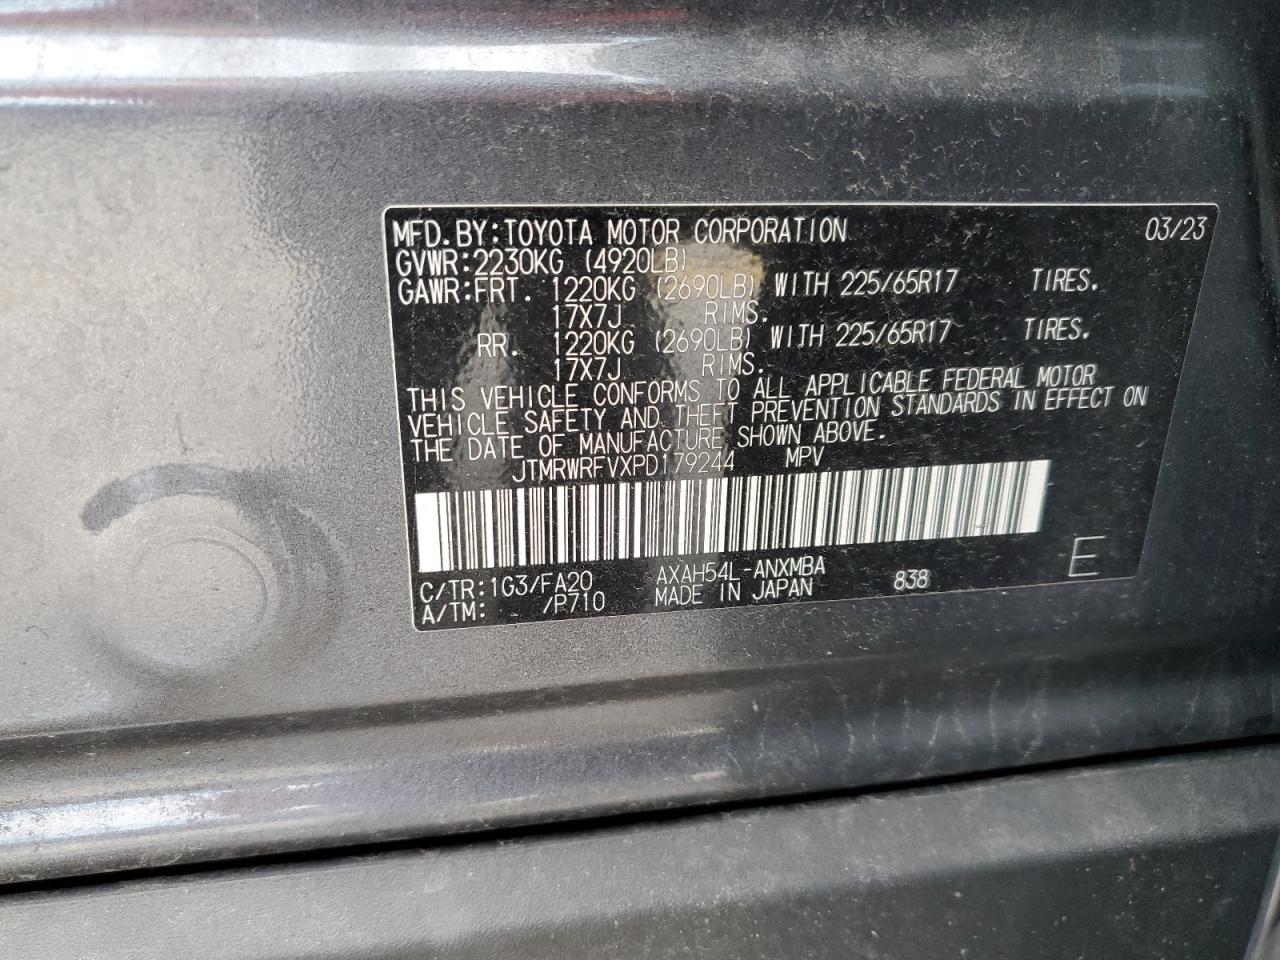 MFD. BY: TOYOTA MOTOR CORPORATION 03/23
GVWR: 2230KG (4920LB)
GAWR: FRT. 1220KG (2690LB) WITH 225/65R17 TIRES.
17X7J RIMS.
RR. 1220KG (2690LB) WITH 225/65R17 TIRES.
17X7J RIMS.
THIS VEHICLE CONFORMS TO ALL APPLICABLE FEDERAL MOTOR
VEHICLE SAFETY AND THEFT PREVENTION STANDARDS IN EFFECT ON
THE DATE OF MANUFACTURE SHOWN ABOVE.
JTMRWRFVXPD179244 MPV
C/TR: 1G3/FA20 AXAH54L-ANXMBA 838 E
A/TM: /P710 MADE IN JAPAN